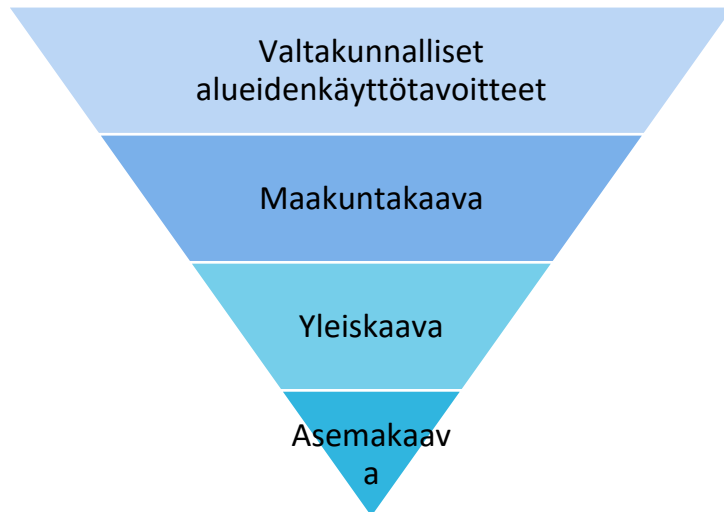 Valtakunnalliset
alueidenkäyttötavoitteet
Maakuntakaava
Yleiskaava
Asemakaav
a